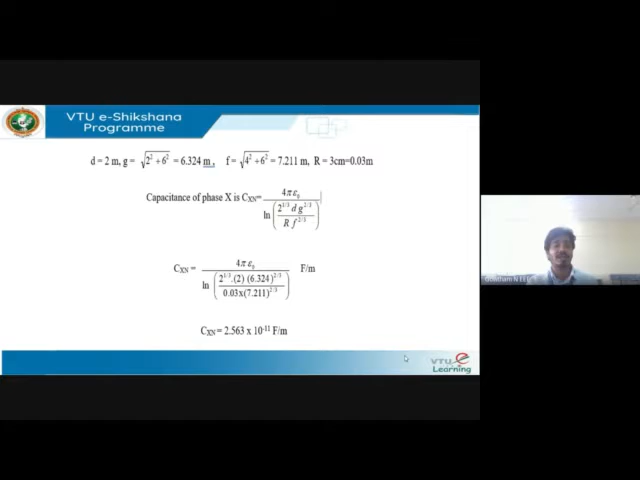 VTU e-Shikshana
Programme
d = 2 m, g = √(2² + 6²) = 6.324 m , f = √(4² + 6²) = 7.211 m, R = 3cm=0.03m
Capacitance of phase X is C_XN= 4πε₀ / ln ( 2^{1/3} d g^{2/3} / R f^{2/3} )
C_XN = 4πε₀ / ln ( 2^{1/3}.(2) (6.324)^{2/3} / 0.03x(7.211)^{2/3} ) F/m
C_XN = 2.563 x 10⁻¹¹ F/m
VTU e
Learning